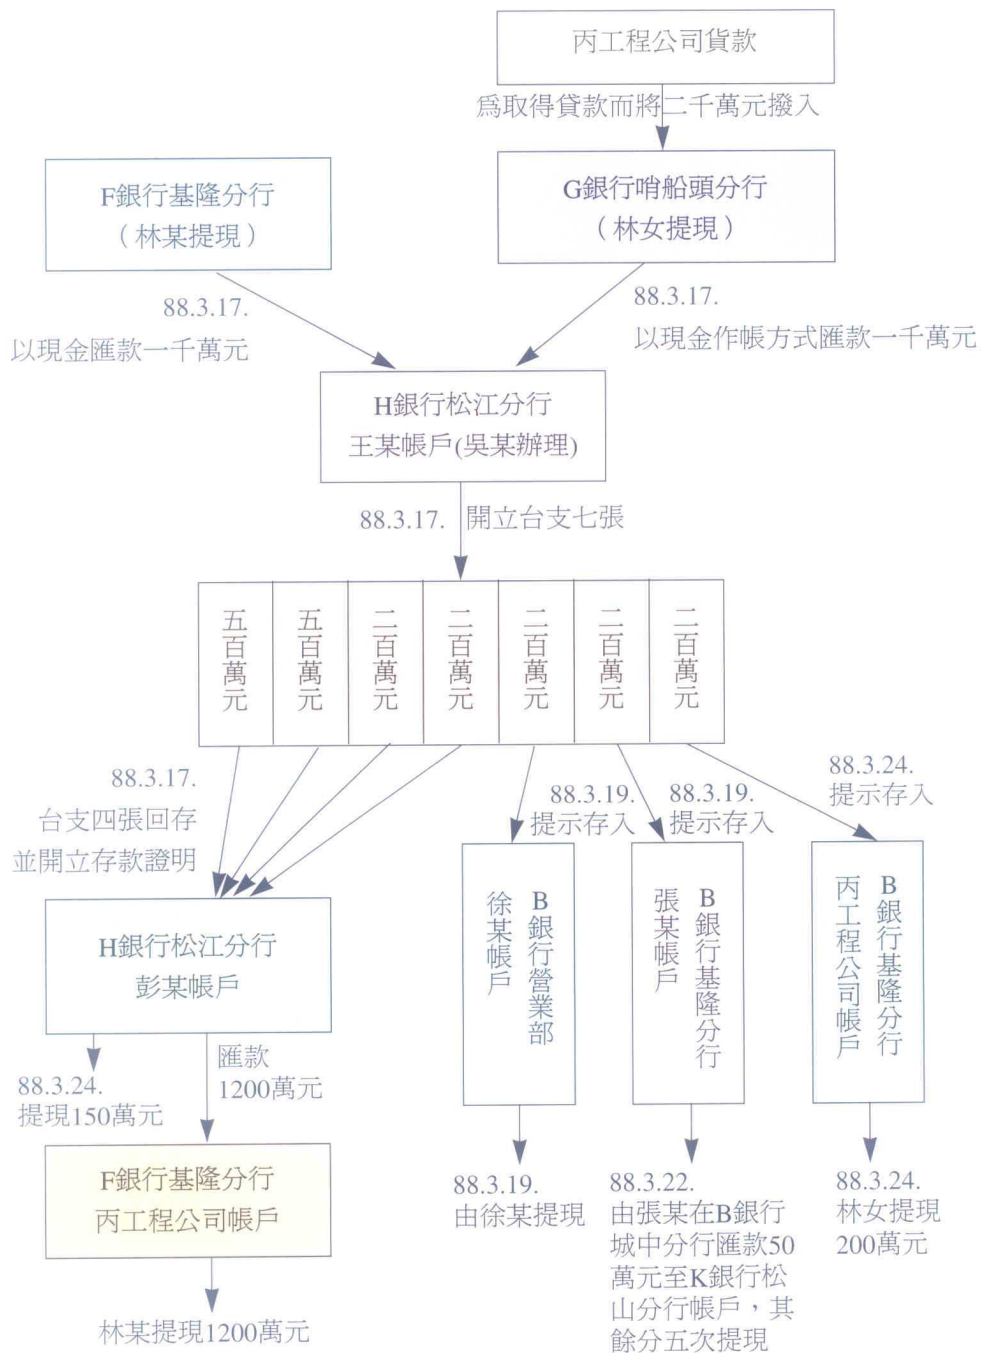 丙工程公司貨款
為取得貸款而將二千萬元撥入
F銀行基隆分行
（林某提現）
G銀行哨船頭分行
（林女提現）
88.3.17.
以現金匯款一千萬元
88.3.17.
以現金作帳方式匯款一千萬元
H銀行松江分行
王某帳戶(吳某辦理)
88.3.17.
開立台支七張
五百萬元
五百萬元
二百萬元
二百萬元
二百萬元
二百萬元
二百萬元
88.3.17.
台支四張回存
並開立存款證明
88.3.19.
提示存入
88.3.19.
提示存入
88.3.24.
提示存入
H銀行松江分行
彭某帳戶
B銀行營業部
徐某帳戶
B銀行基隆分行
張某帳戶
B銀行基隆分行
丙工程公司帳戶
88.3.24.
提現150萬元
匯款
1200萬元
F銀行基隆分行
丙工程公司帳戶
林某提現1200萬元
88.3.19.
由徐某提現
88.3.22.
由張某在B銀行
城中分行匯款50
萬元至K銀行松
山分行帳戶，其
餘分五次提現
88.3.24.
林女提現
200萬元